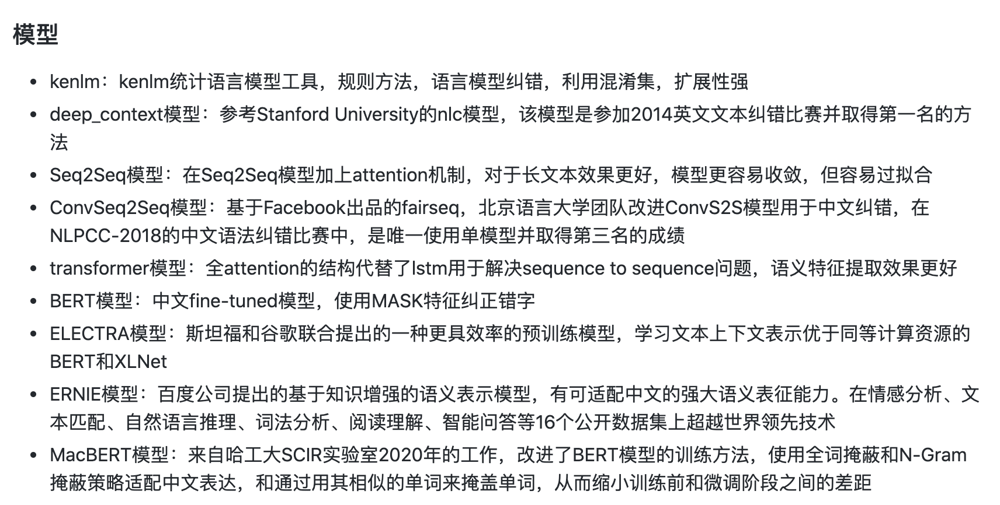 模型
• kenlm：kenlm统计语言模型工具，规则方法，语言模型纠错，利用混淆集，扩展性强
• deep_context模型：参考Stanford University的nlc模型，该模型是参加2014英文文本纠错比赛并取得第一名的方
法
• Seq2Seq模型：在Seq2Seq模型加上attention机制，对于长文本效果更好，模型更容易收敛，但容易过拟合
• ConvSeq2Seq模型：基于Facebook出品的fairseq，北京语言大学团队改进ConvS2S模型用于中文纠错，在
NLPCC-2018的中文语法纠错比赛中，是唯一使用单模型并取得第三名的成绩
• transformer模型：全attention的结构代替了lstm用于解决sequence to sequence问题，语义特征提取效果更好
• BERT模型：中文fine-tuned模型，使用MASK特征纠正错字
• ELECTRA模型：斯坦福和谷歌联合提出的一种更具效率的预训练模型，学习文本上下文表示优于同等计算资源的
BERT和XLNet
• ERNIE模型：百度公司提出的基于知识增强的语义表示模型，有可适配中文的强大语义表征能力。在情感分析、文
本匹配、自然语言推理、词法分析、阅读理解、智能问答等16个公开数据集上超越世界领先技术
• MacBERT模型：来自哈工大SCIR实验室2020年的工作，改进了BERT模型的训练方法，使用全词掩蔽和N-Gram
掩蔽策略适配中文表达，和通过用其相似的单词来掩盖单词，从而缩小训练前和微调阶段之间的差距